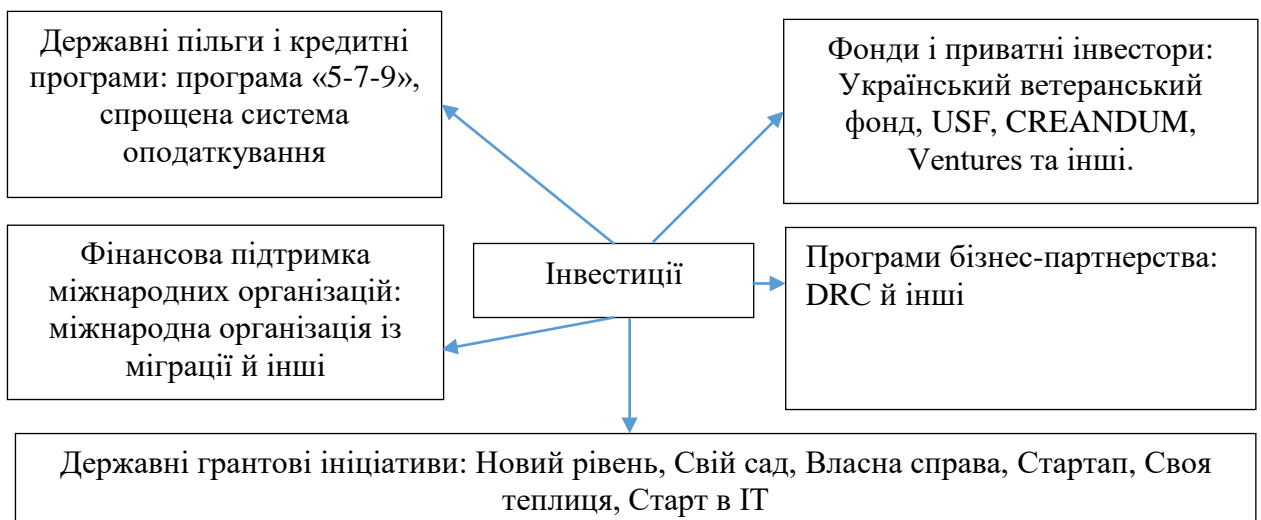 Державні пільги і кредитні
програми: програма «5-7-9»,
спрощена система
оподаткування
Фонди і приватні інвестори:
Український ветеранський
фонд, USF, CREANDUM,
Ventures та інші.
Фінансова підтримка
міжнародних організацій:
міжнародна організація із
міграції й інші
Інвестиції
Програми бізнес-партнерства:
DRC й інші
Державні грантові ініціативи: Новий рівень, Свій сад, Власна справа, Стартап, Своя
теплиця, Старт в ІТ